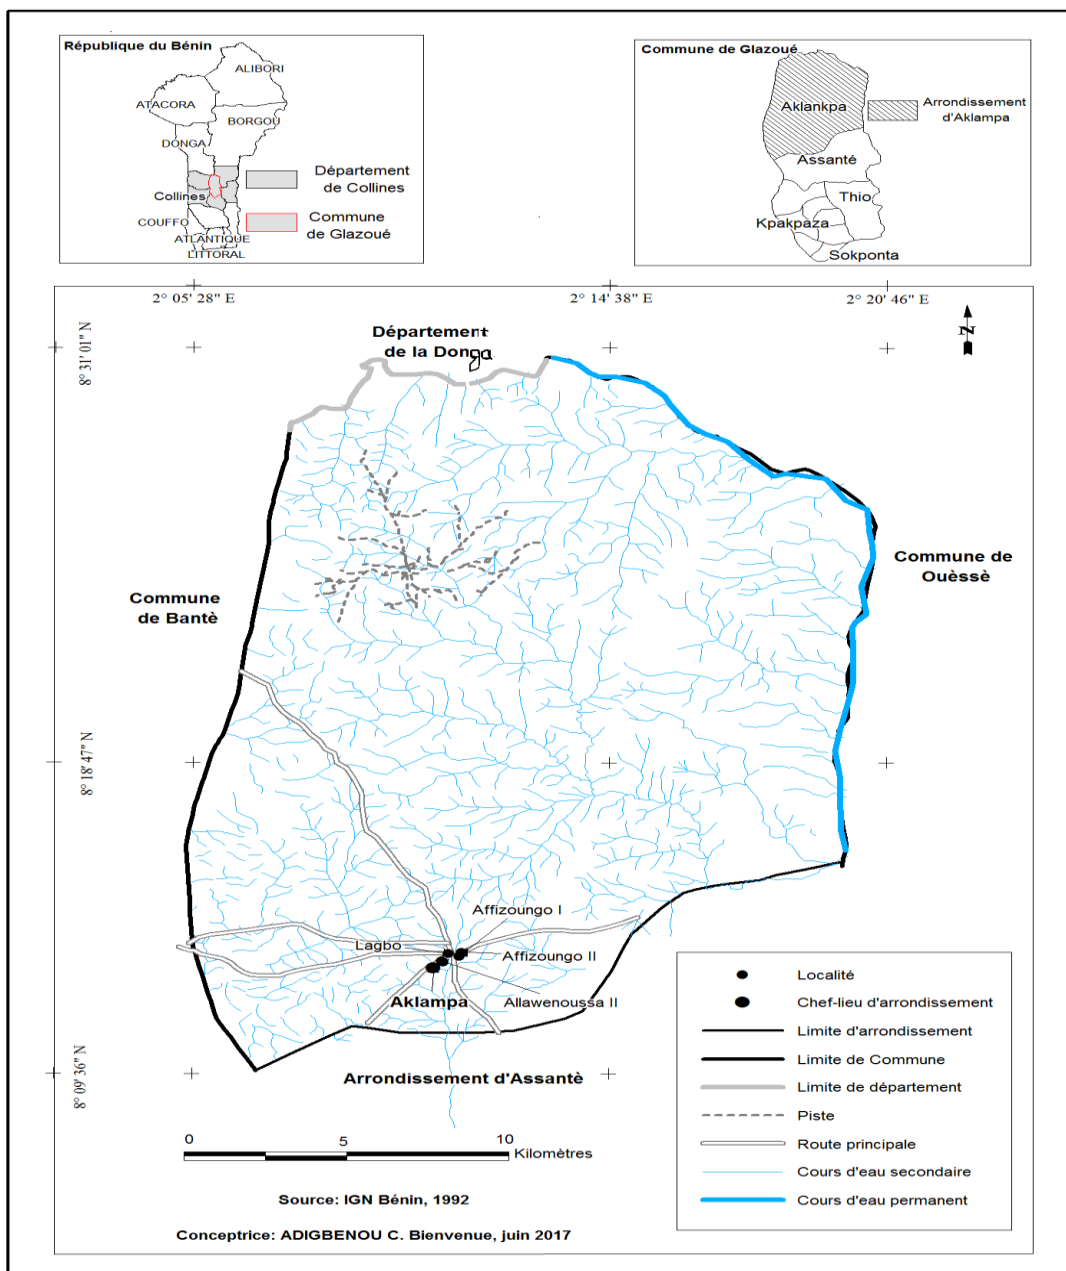 République du Bénin
ALIBORI
ATACORA
BORGOU
DONGA
Collines
COUFFO
ATLANTIQUE
LITTORAL
Département
de Collines
Commune
de Glazoué
Commune de Glazoué
Aklankpa
Assanté
Thio
Kpakpaza
Sokponta
Arrondissement
d'Aklampa
2° 05' 28" E
2° 14' 38" E
2° 20' 46" E
8° 31' 01" N
8° 18' 47" N
8° 09' 36" N
N
Département
de la Donga
Commune de
Ouèssè
Commune
de Bantè
Affizoungo I
Lagbo
Affizoungo II
Aklampa
Allawenoussa II
Arrondissement d'Assantè
Localité
Chef-lieu d'arrondissement
Limite d'arrondissement
Limite de Commune
Limite de département
Piste
Route principale
Cours d'eau secondaire
Cours d'eau permanent
0 5 10
Kilomètres
Source: IGN Bénin, 1992
Conceptrice: ADIGBENOU C. Bienvenue, juin 2017